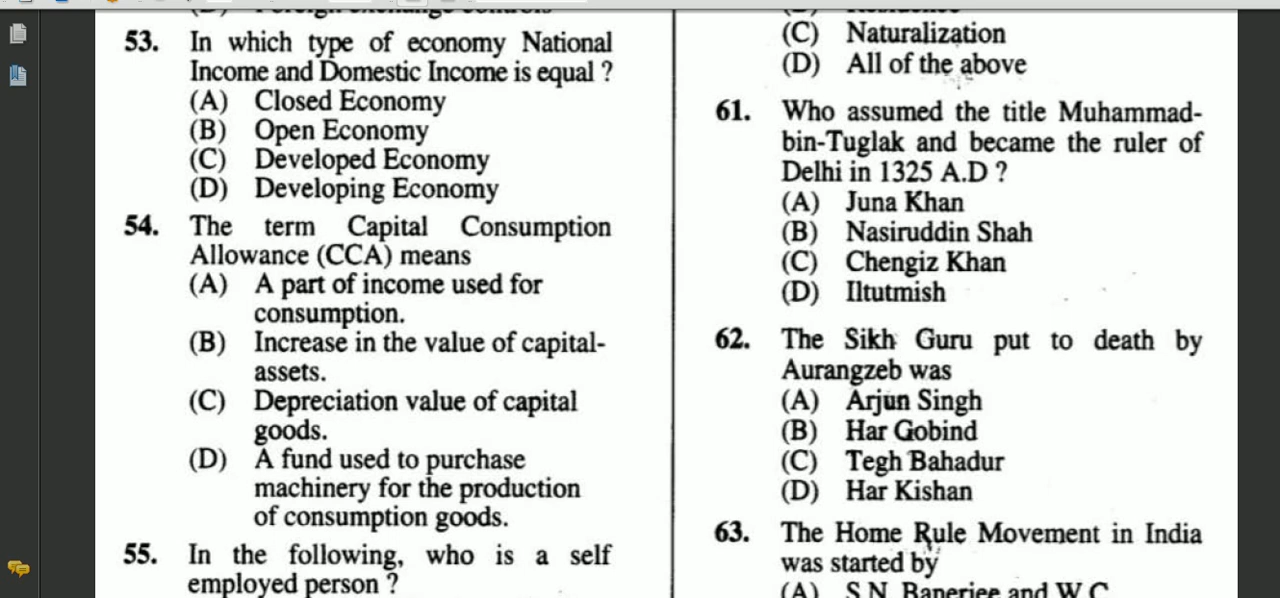 53. In which type of economy National
Income and Domestic Income is equal ?
(A) Closed Economy
(B) Open Economy
(C) Developed Economy
(D) Developing Economy
54. The term Capital Consumption
Allowance (CCA) means
(A) A part of income used for
consumption.
(B) Increase in the value of capital-
assets.
(C) Depreciation value of capital
goods.
(D) A fund used to purchase
machinery for the production
of consumption goods.
55. In the following, who is a self
employed person ?
(C) Naturalization
(D) All of the above
61. Who assumed the title Muhammad-
bin-Tuglak and became the ruler of
Delhi in 1325 A.D ?
(A) Juna Khan
(B) Nasiruddin Shah
(C) Chengiz Khan
(D) Iltutmish
62. The Sikh Guru put to death by
Aurangzeb was
(A) Arjun Singh
(B) Har Gobind
(C) Tegh Bahadur
(D) Har Kishan
63. The Home Rule Movement in India
was started by
(A) S.N. Banerjee and W.C.